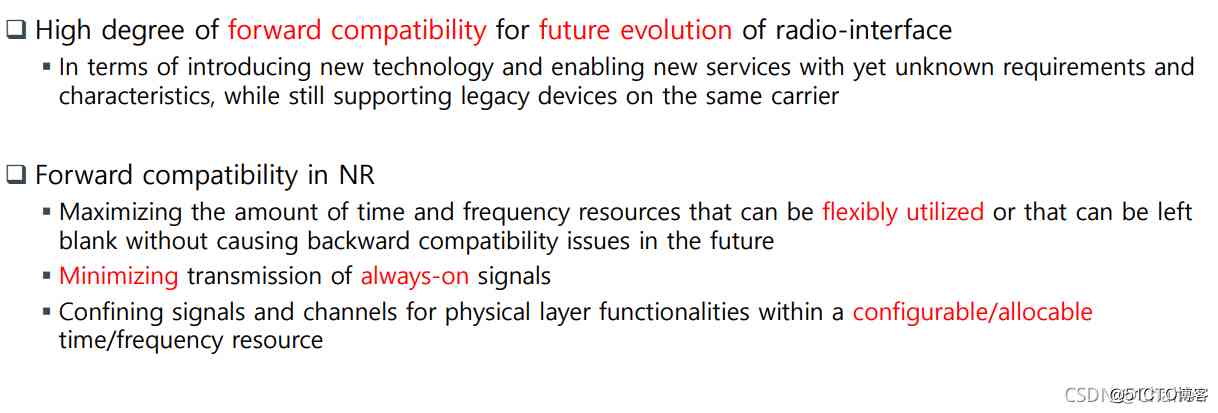 High degree of forward compatibility for future evolution of radio-interface
In terms of introducing new technology and enabling new services with yet unknown requirements and
characteristics, while still supporting legacy devices on the same carrier
Forward compatibility in NR
Maximizing the amount of time and frequency resources that can be flexibly utilized or that can be left
blank without causing backward compatibility issues in the future
Minimizing transmission of always-on signals
Confining signals and channels for physical layer functionalities within a configurable/allocable
time/frequency resource
CSDN @51CTO博客